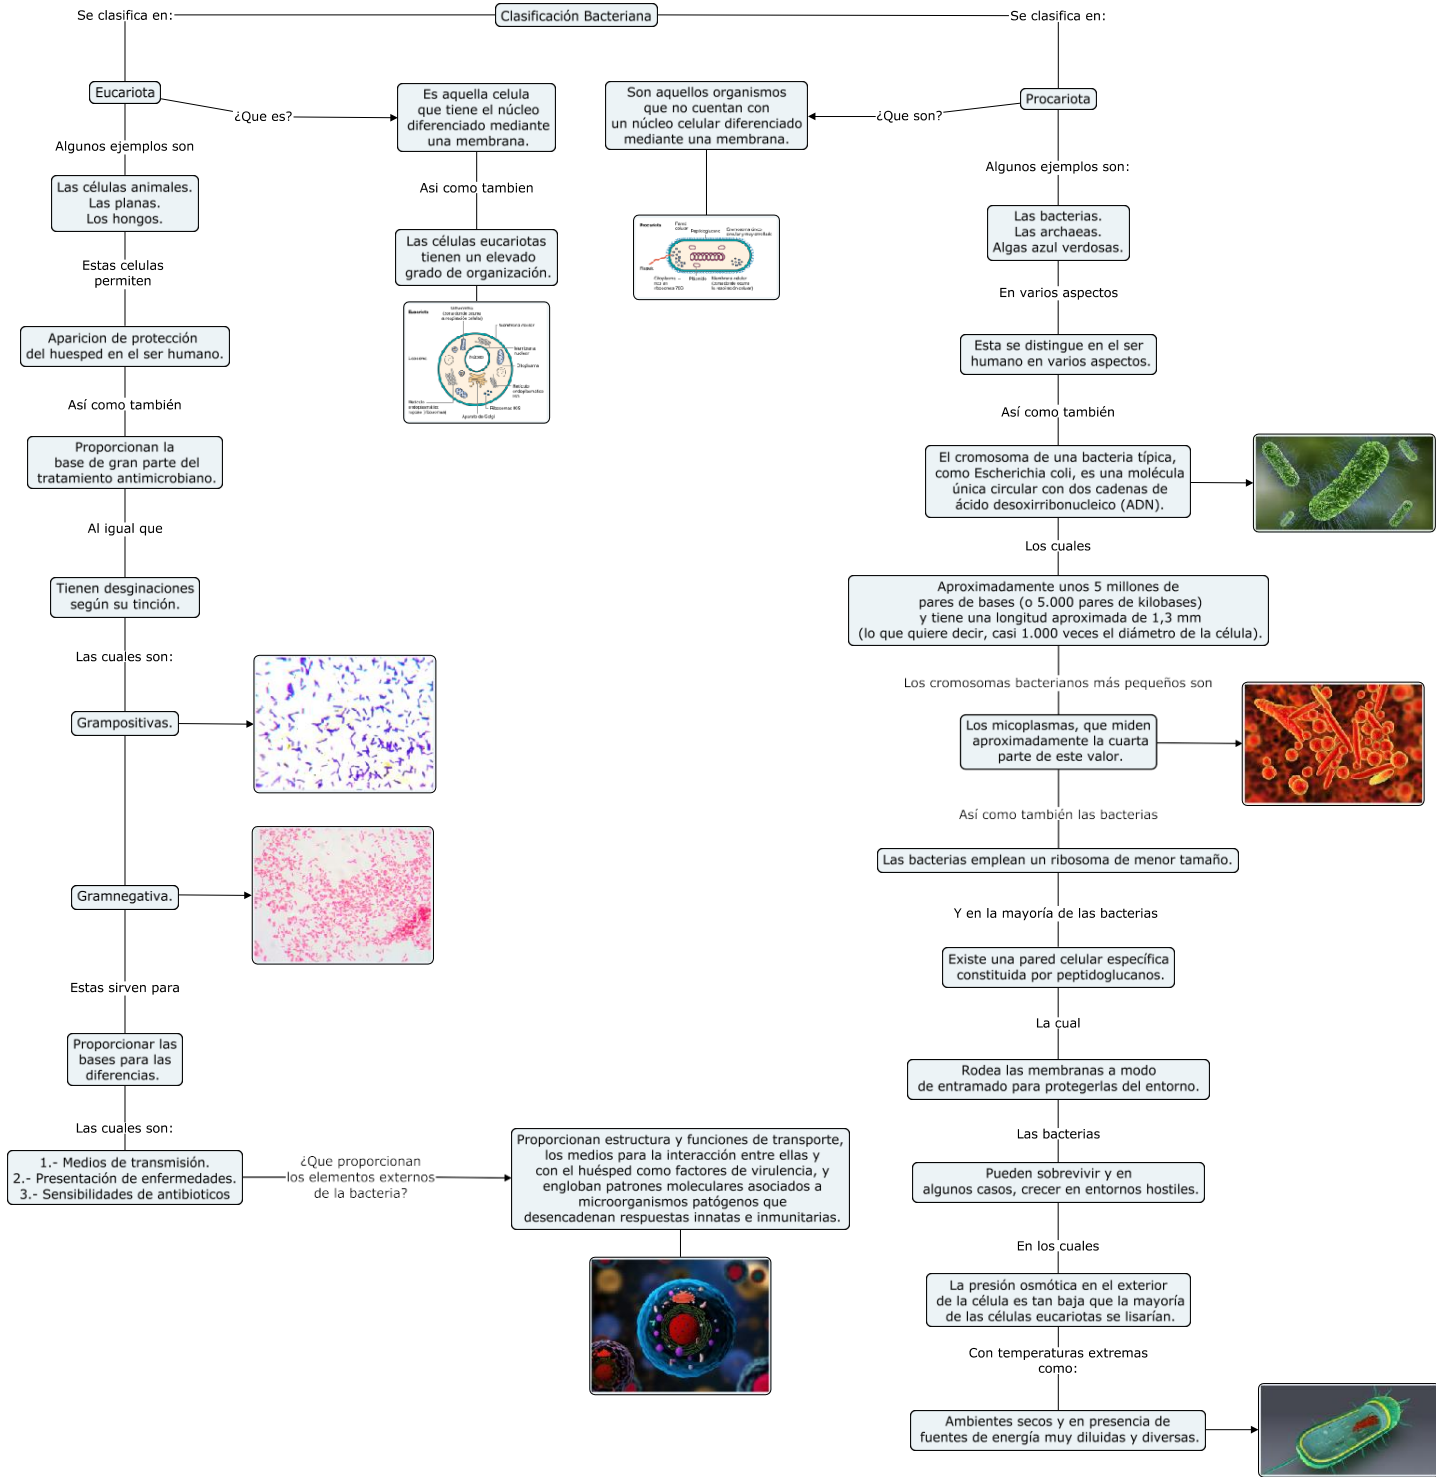 Clasificación Bacteriana
Se clasifica en:
Eucariota
¿Que es?
Es aquella celula
que tiene el núcleo
diferenciado mediante
una membrana.
Asi como tambien
Las células eucariotas
tienen un elevado
grado de organización.
Eucariota
Algunos ejemplos son
Las células animales.
Las planas.
Los hongos.
Estas celulas
permiten
Aparicion de protección
del huesped en el ser humano.
Así como también
Proporcionan la
base de gran parte del
tratamiento antimicrobiano.
Al igual que
Tienen desginaciones
según su tinción.
Las cuales son:
Grampositivas.
Gramnegativa.
Estas sirven para
Proporcionar las
bases para las
diferencias.
Las cuales son:
1.- Medios de transmisión.
2.- Presentación de enfermedades.
3.- Sensibilidades de antibioticos
¿Que proporcionan
los elementos externos
de la bacteria?
Proporcionan estructura y funciones de transporte,
los medios para la interacción entre ellas y
con el huésped como factores de virulencia, y
engloban patrones moleculares asociados a
microorganismos patógenos que
desencadenan respuestas innatas e inmunitarias.
Se clasifica en:
Procariota
¿Que son?
Son aquellos organismos
que no cuentan con
un núcleo celular diferenciado
mediante una membrana.
Procariota
Algunos ejemplos son:
Las bacterias.
Las archaeas.
Algas azul verdosas.
En varios aspectos
Esta se distingue en el ser
humano en varios aspectos.
Así como también
El cromosoma de una bacteria típica,
como Escherichia coli, es una molécula
única circular con dos cadenas de
ácido desoxirribonucleico (ADN).
Los cuales
Aproximadamente unos 5 millones de
pares de bases (o 5.000 pares de kilobases)
y tiene una longitud aproximada de 1,3 mm
(lo que quiere decir, casi 1.000 veces el diámetro de la célula).
Los cromosomas bacterianos más pequeños son
Los micoplasmas, que miden
aproximadamente la cuarta
parte de este valor.
Así como también las bacterias
Las bacterias emplean un ribosoma de menor tamaño.
Y en la mayoría de las bacterias
Existe una pared celular específica
constituida por peptidoglucanos.
La cual
Rodea las membranas a modo
de entramado para protegerlas del entorno.
Las bacterias
Pueden sobrevivir y en
algunos casos, crecer en entornos hostiles.
En los cuales
La presión osmótica en el exterior
de la célula es tan baja que la mayoría
de las células eucariotas se lisarían.
Con temperaturas extremas
como:
Ambientes secos y en presencia de
fuentes de energía muy diluidas y diversas.